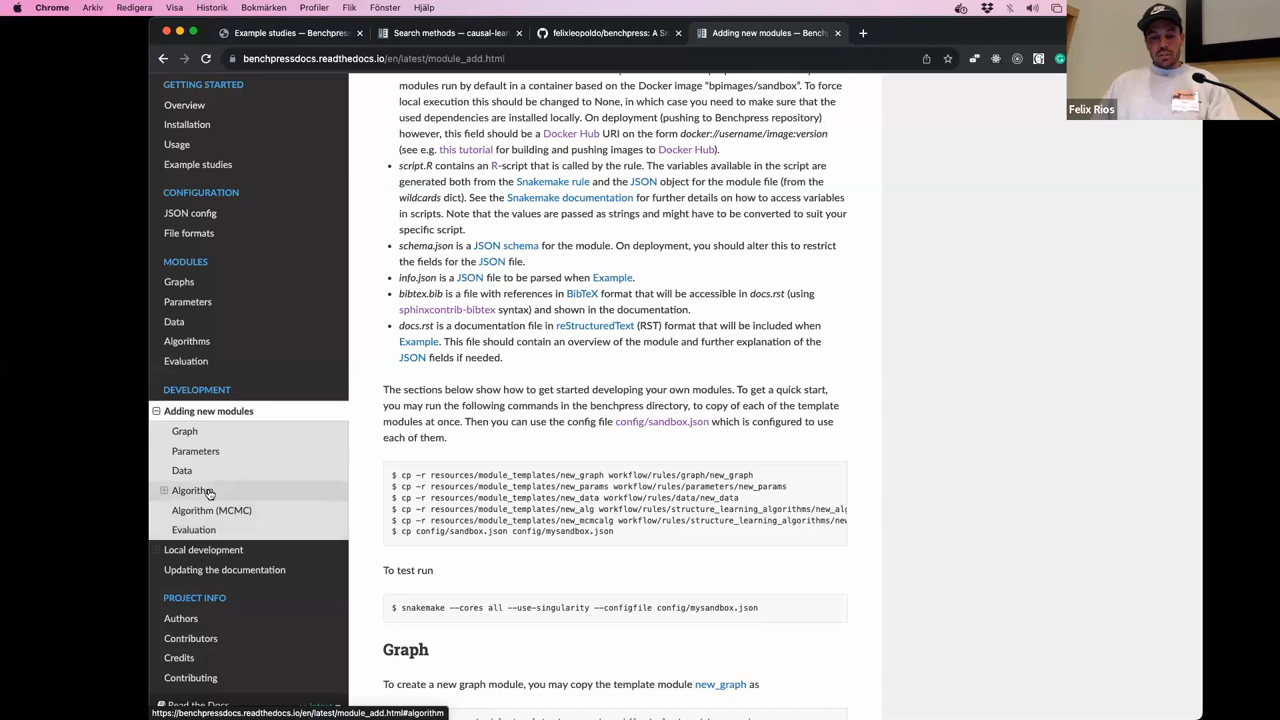 Chrome Arkiv Redigera Visa Historik Bokmärken Profiler Flik Fönster Hjälp
Example studies — Benchpress
Search methods — causal-lear
felixleopoldo/benchpress: A Sn
Adding new modules — Benchp
benchpressdocs.readthedocs.io/en/latest/module_add.html
Felix Rios
GETTING STARTED
Overview
Installation
Usage
Example studies
CONFIGURATION
JSON config
File formats
MODULES
Graphs
Parameters
Data
Algorithms
Evaluation
DEVELOPMENT
Adding new modules
Graph
Parameters
Data
Algorithm
Algorithm (MCMC)
Evaluation
Local development
Updating the documentation
PROJECT INFO
Authors
Contributors
Credits
Contributing
Read the Docs
modules run by default in a container based on the Docker image “bpimages/sandbox”. To force
local execution this should be changed to None, in which case you need to make sure that the
used dependencies are installed locally. On deployment (pushing to Benchpress repository)
however, this field should be a Docker Hub URI on the form docker://username/image:version
(see e.g. this tutorial for building and pushing images to Docker Hub).
• script.R contains an R-script that is called by the rule. The variables available in the script are
generated both from the Snakemake rule and the JSON object for the module file (from the
wildcards dict). See the Snakemake documentation for further details on how to access variables
in scripts. Note that the values are passed as strings and might have to be converted to suit your
specific script.
• schema.json is a JSON schema for the module. On deployment, you should alter this to restrict
the fields for the JSON file.
• info.json is a JSON file to be parsed when Example.
• bibtex.bib is a file with references in BibTeX format that will be accessible in docs.rst (using
sphinxcontrib-bibtex syntax) and shown in the documentation.
• docs.rst is a documentation file in reStructuredText (RST) format that will be included when
Example. This file should contain an overview of the module and further explanation of the
JSON fields if needed.
The sections below show how to get started developing your own modules. To get a quick start,
you may run the following commands in the benchpress directory, to copy of each of the template
modules at once. Then you can use the config file config/sandbox.json which is configured to use
each of them.
$ cp -r resources/module_templates/new_graph workflow/rules/graph/new_graph
$ cp -r resources/module_templates/new_params workflow/rules/parameters/new_params
$ cp -r resources/module_templates/new_data workflow/rules/data/new_data
$ cp -r resources/module_templates/new_alg workflow/rules/structure_learning_algorithms/new_alg
$ cp -r resources/module_templates/new_mcmcalg workflow/rules/structure_learning_algorithms/new
$ cp config/sandbox.json config/mysandbox.json
To test run
$ snakemake --cores all --use-singularity --configfile config/mysandbox.json
Graph
To create a new graph module, you may copy the template module new_graph as
https://benchpressdocs.readthedocs.io/en/latest/module_add.html#algorithm